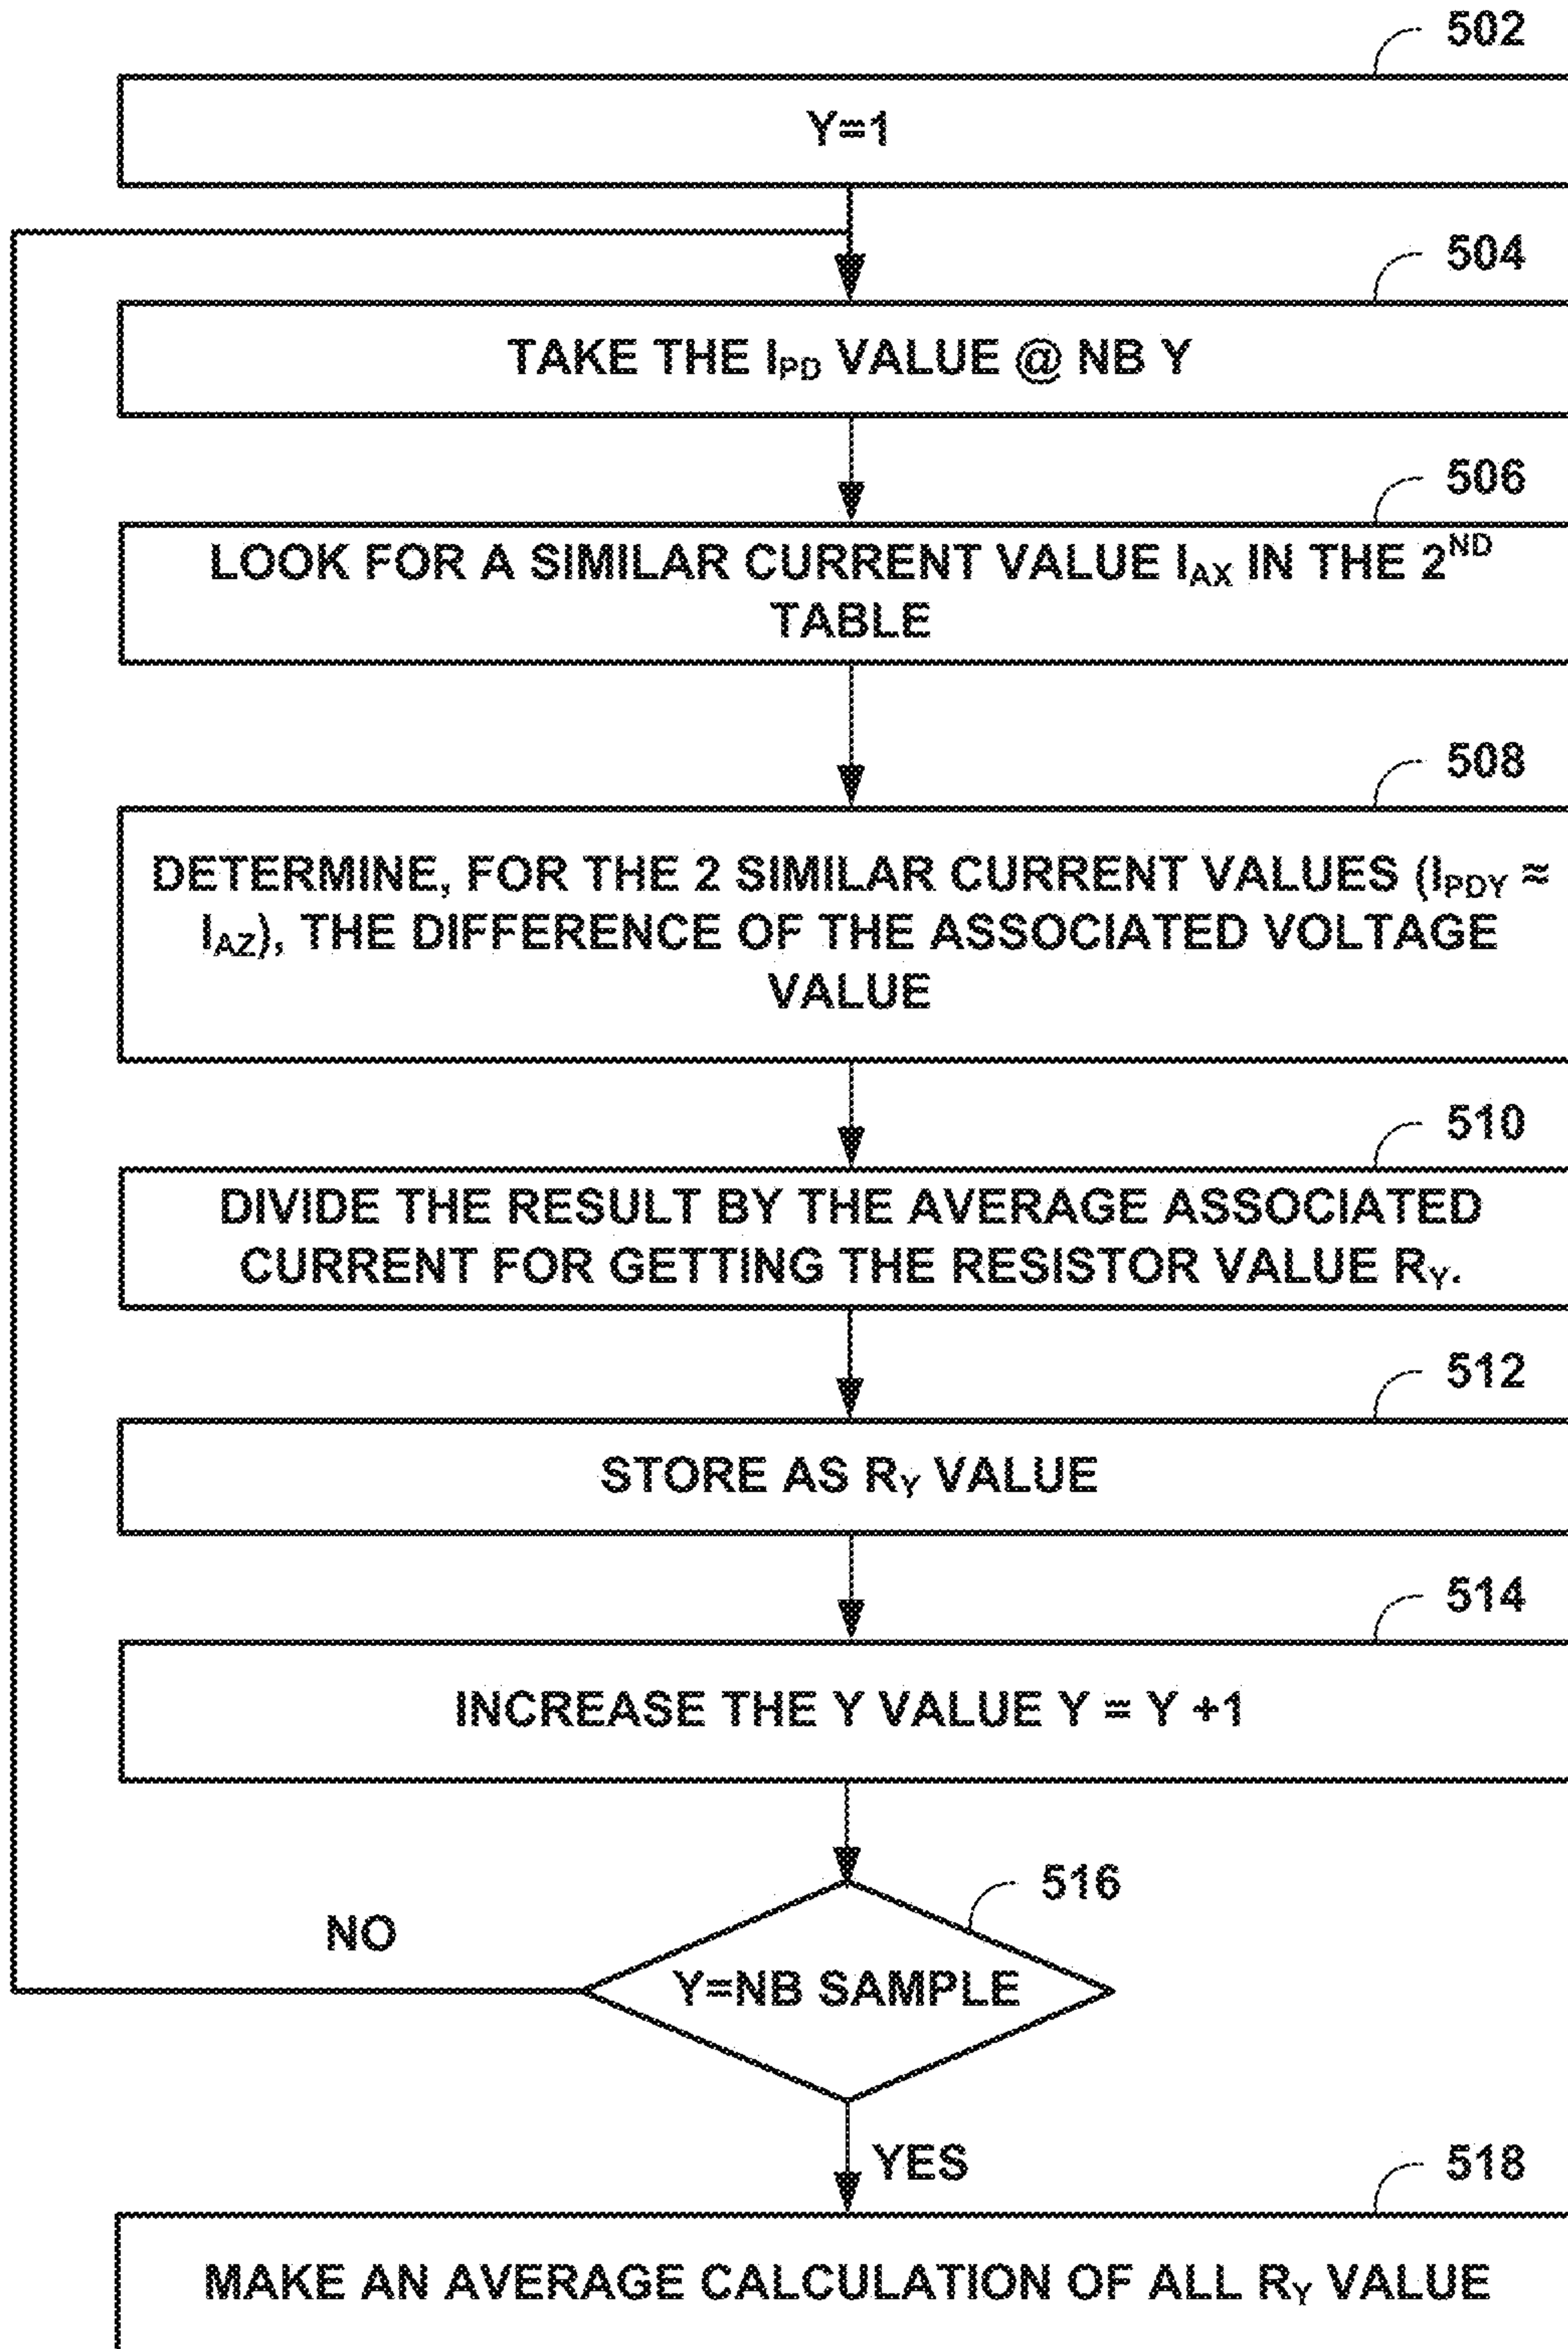 502
Y=1
504
TAKE THE IPD VALUE @ NB Y
506
LOOK FOR A SIMILAR CURRENT VALUE IAX IN THE 2ND
TABLE
508
DETERMINE, FOR THE 2 SIMILAR CURRENT VALUES (IPDY ≈
IAZ), THE DIFFERENCE OF THE ASSOCIATED VOLTAGE
VALUE
510
DIVIDE THE RESULT BY THE AVERAGE ASSOCIATED
CURRENT FOR GETTING THE RESISTOR VALUE RY.
512
STORE AS RY VALUE
514
INCREASE THE Y VALUE Y = Y +1
516
NO
Y=NB SAMPLE
YES
518
MAKE AN AVERAGE CALCULATION OF ALL RY VALUE